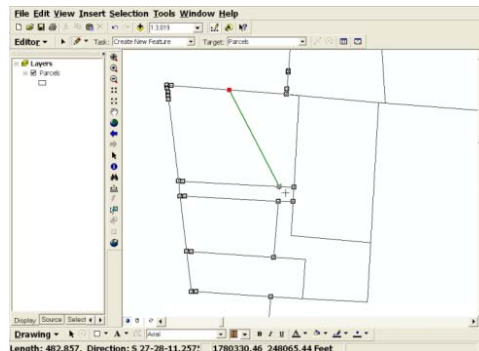 File Edit View Insert Selection Tools Window Help
1:3,019
Editor Task: Create New Feature Target: Parcels
Layers
Parcels
Display Source Select
Drawing A Arial B I U A
Length: 482.857, Direction: S 27-28-11.257 1780330.46 248065.44 Feet